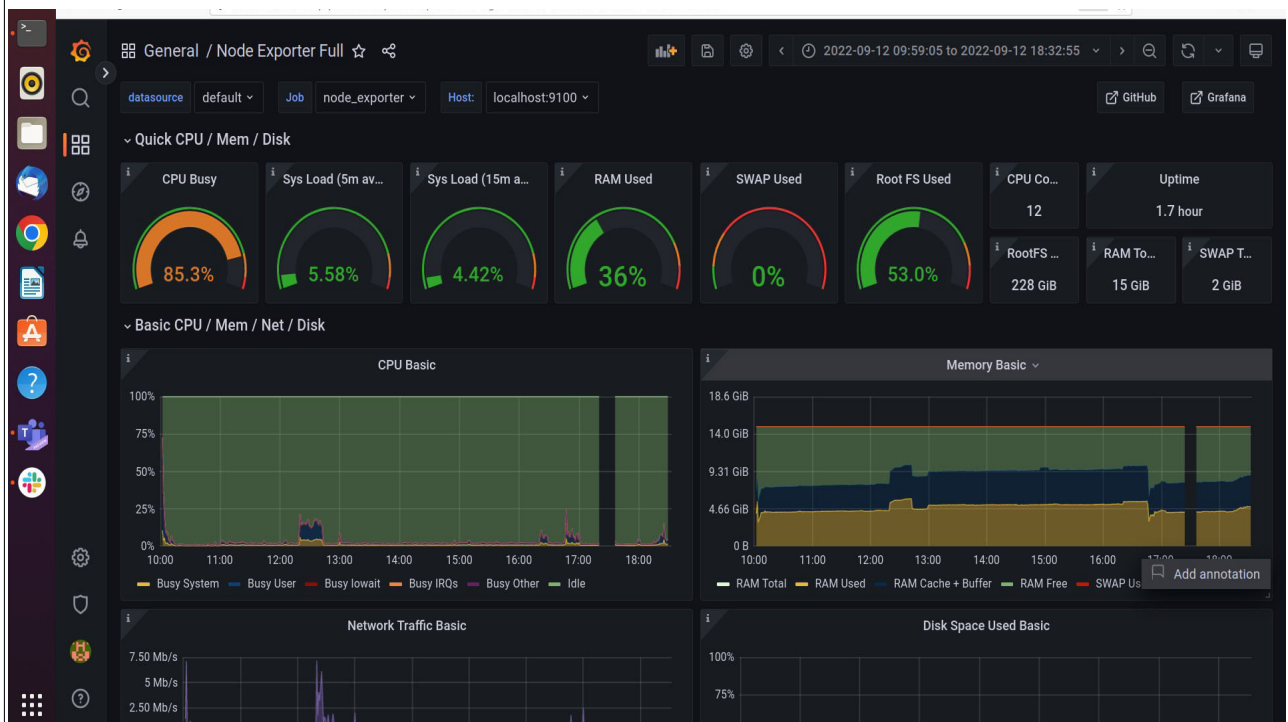 General / Node Exporter Full
2022-09-12 09:59:05 to 2022-09-12 18:32:55
datasource default Job node_exporter Host: localhost:9100
GitHub Grafana
Quick CPU / Mem / Disk
CPU Busy
85.3%
Sys Load (5m av...
5.58%
Sys Load (15m a...
4.42%
RAM Used
36%
SWAP Used
0%
Root FS Used
53.0%
CPU Co...
12
Uptime
1.7 hour
RootFS ...
228 GiB
RAM To...
15 GiB
SWAP T...
2 GiB
Basic CPU / Mem / Net / Disk
CPU Basic
100%
75%
50%
25%
0%
10:00 11:00 12:00 13:00 14:00 15:00 16:00 17:00 18:00
Busy System Busy User Busy Iowait Busy IRQs Busy Other Idle
Memory Basic
18.6 GiB
14.0 GiB
9.31 GiB
4.66 GiB
0 B
10:00 11:00 12:00 13:00 14:00 15:00 16:00 17:00 18:00
RAM Total RAM Used RAM Cache + Buffer RAM Free SWAP Us
Add annotation
Network Traffic Basic
7.50 Mb/s
5 Mb/s
2.50 Mb/s
Disk Space Used Basic
100%
75%